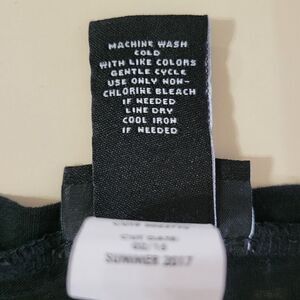 MACHINE WASH
COLD
WITH LIKE COLORS
GENTLE CYCLE
USE ONLY NON-
CHLORINE BLEACH
IF NEEDED
LINE DRY
COOL IRON
IF NEEDED
SUMMER 2017